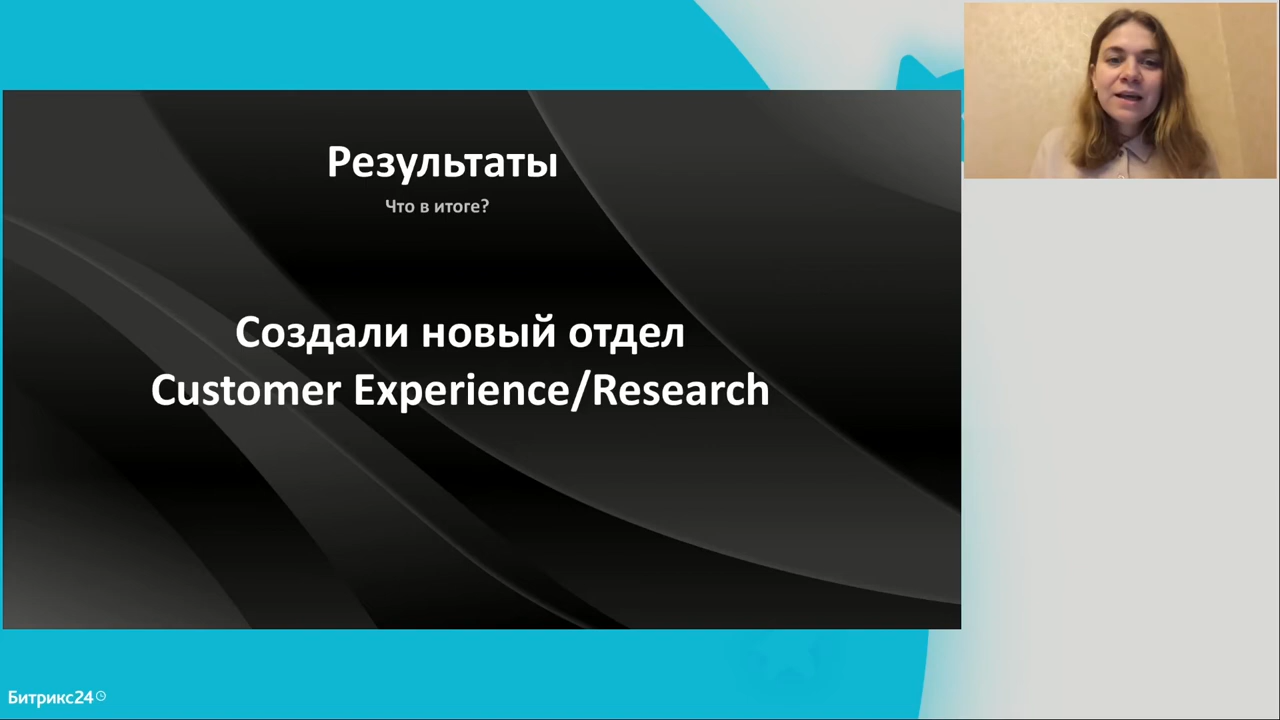 Результаты
Что в итоге?
Создали новый отдел
Customer Experience/Research
Битрикс24